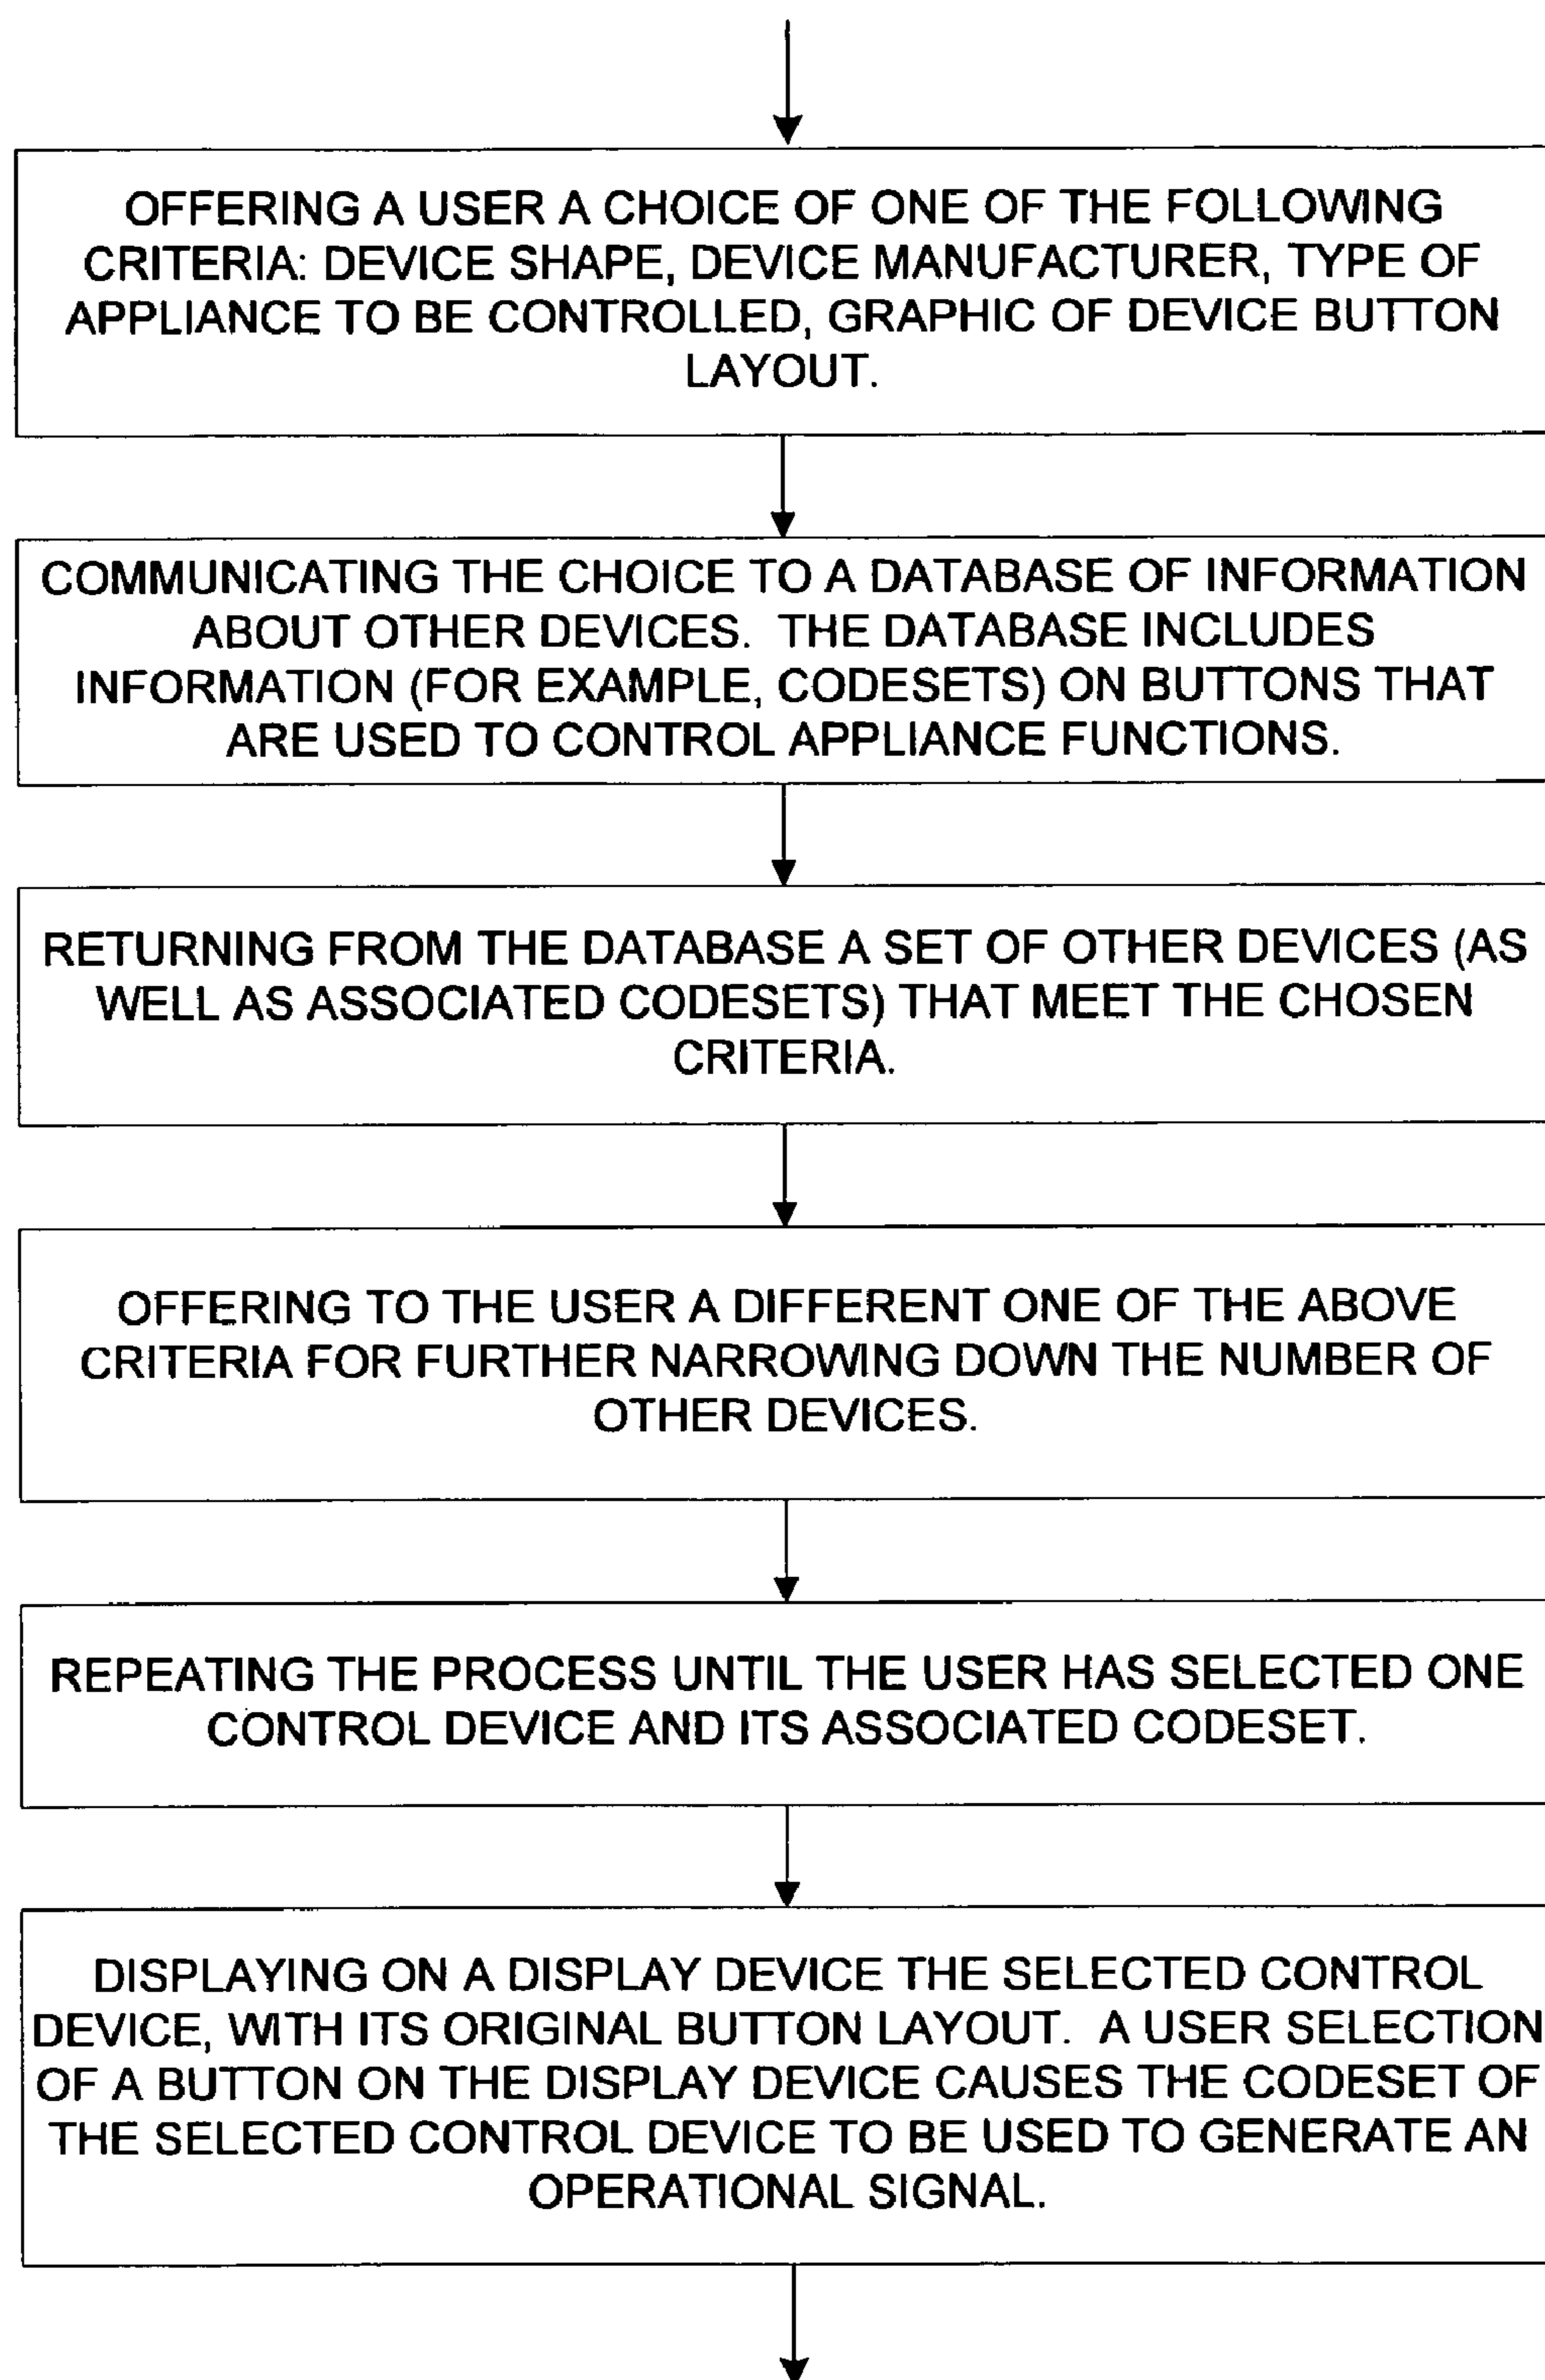 OFFERING A USER A CHOICE OF ONE OF THE FOLLOWING
CRITERIA: DEVICE SHAPE, DEVICE MANUFACTURER, TYPE OF
APPLIANCE TO BE CONTROLLED, GRAPHIC OF DEVICE BUTTON
LAYOUT.
COMMUNICATING THE CHOICE TO A DATABASE OF INFORMATION
ABOUT OTHER DEVICES. THE DATABASE INCLUDES
INFORMATION (FOR EXAMPLE, CODESETS) ON BUTTONS THAT
ARE USED TO CONTROL APPLIANCE FUNCTIONS.
RETURNING FROM THE DATABASE A SET OF OTHER DEVICES (AS
WELL AS ASSOCIATED CODESETS) THAT MEET THE CHOSEN
CRITERIA.
OFFERING TO THE USER A DIFFERENT ONE OF THE ABOVE
CRITERIA FOR FURTHER NARROWING DOWN THE NUMBER OF
OTHER DEVICES.
REPEATING THE PROCESS UNTIL THE USER HAS SELECTED ONE
CONTROL DEVICE AND ITS ASSOCIATED CODESET.
DISPLAYING ON A DISPLAY DEVICE THE SELECTED CONTROL
DEVICE, WITH ITS ORIGINAL BUTTON LAYOUT. A USER SELECTION
OF A BUTTON ON THE DISPLAY DEVICE CAUSES THE CODESET OF
THE SELECTED CONTROL DEVICE TO BE USED TO GENERATE AN
OPERATIONAL SIGNAL.